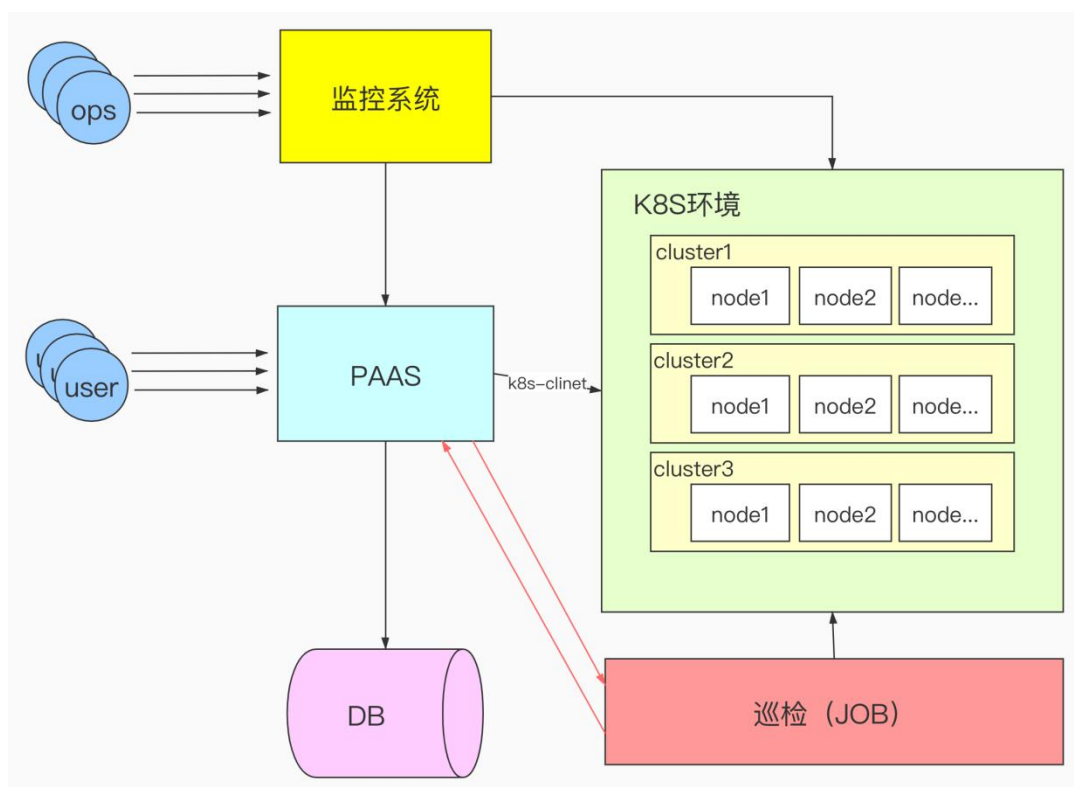 ops
监控系统
K8S环境
cluster1
node1 node2 node...
user
PAAS
k8s-clinet
cluster2
node1 node2 node...
cluster3
node1 node2 node...
DB
巡检（JOB）